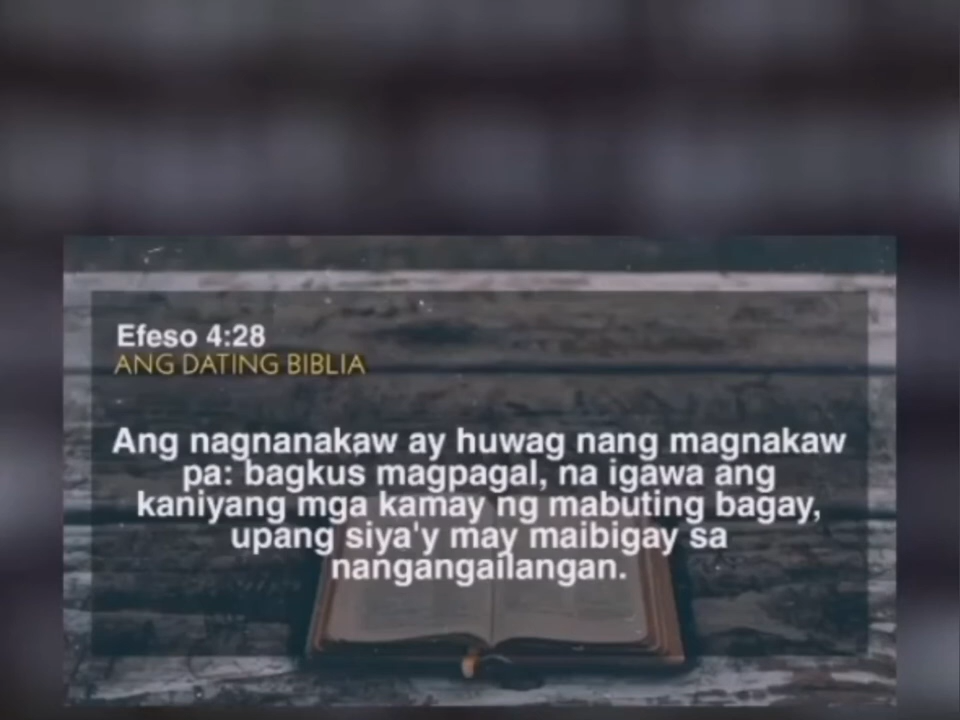 Efeso 4:28
ANG DATING BIBLIA
Ang nagnanakaw ay huwag nang magnakaw
pa: bagkus magpagal, na igawa ang
kaniyang mga kamay ng mabuting bagay,
upang siya'y may maibigay sa
nangangailangan.